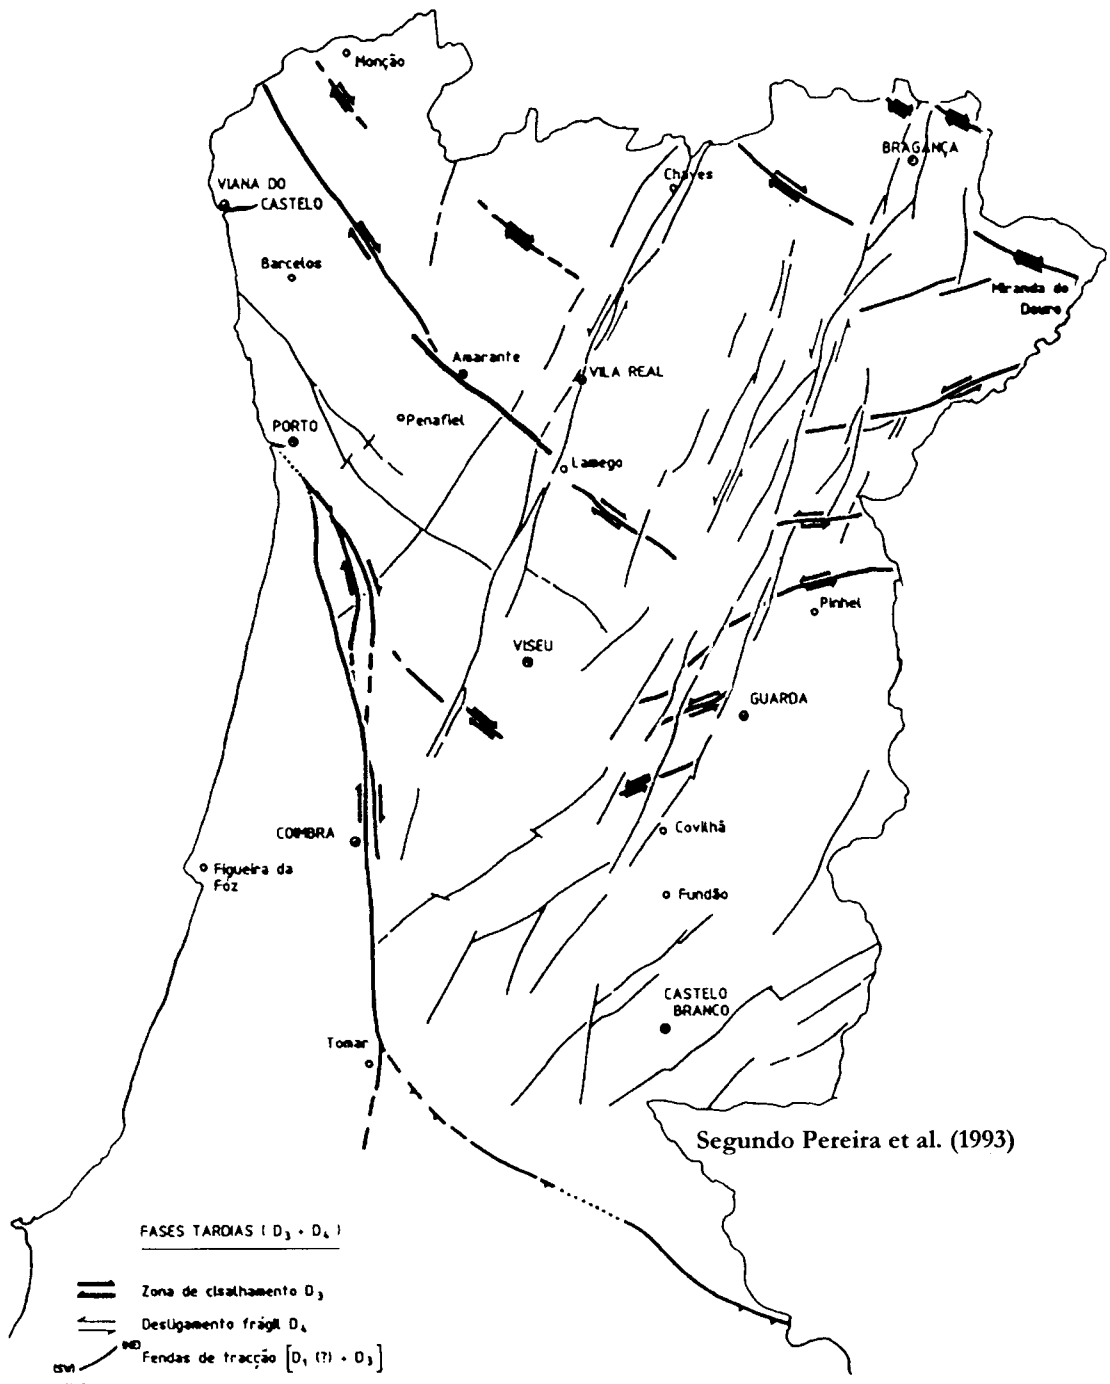 Monção
BRAGANÇA
Chaves
VIANA DO
CASTELO
Barcelos
Miranda do
Douro
Amarante
VILA REAL
Penafiel
PORTO
Lamego
Pinhel
VISEU
GUARDA
COIMBRA
Covilhã
Figueira da
Foz
Fundão
CASTELO
BRANCO
Tomar
Segundo Pereira et al. (1993)
FASES TARDIAS ( D₃ + D₄ )
Zona de cisalhamento D₃
Desligamento frágil D₄
(SW) (NE) Fendas de tracção [D₁ (?) + D₃]